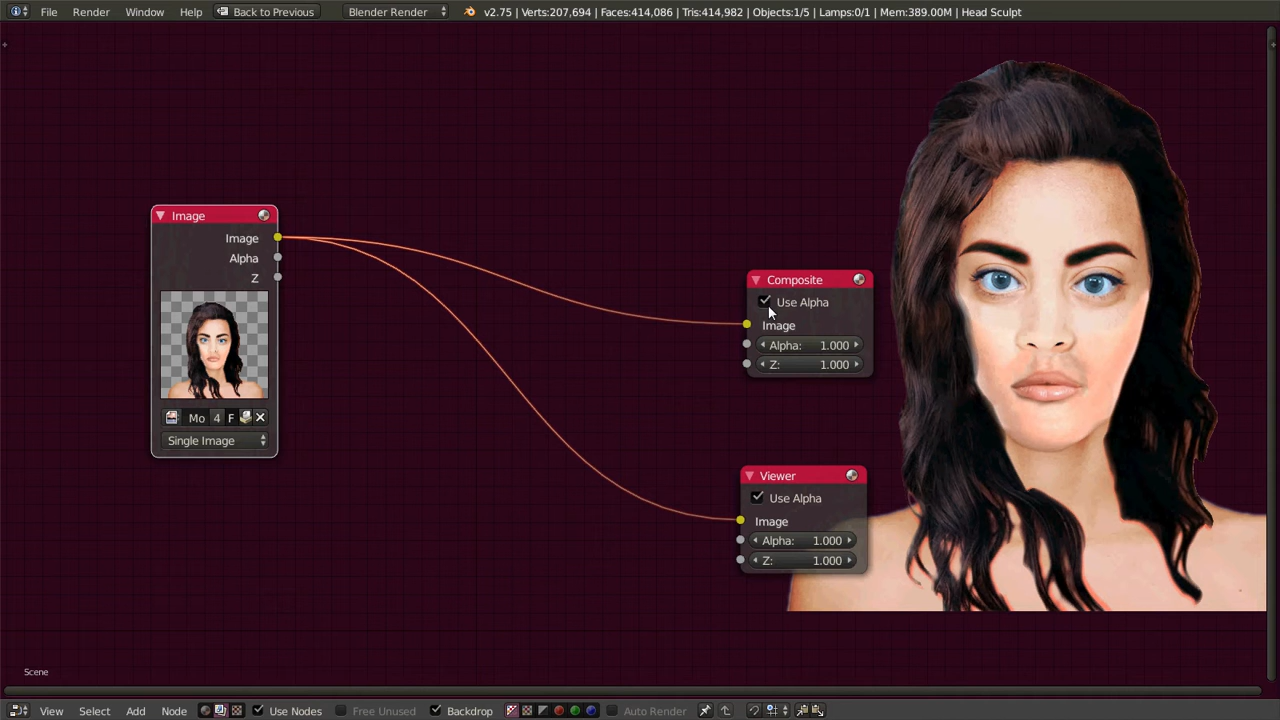 File Render Window Help Back to Previous Blender Render v2.75 | Verts:207,694 | Faces:414,086 | Tris:414,982 | Objects:1/5 | Lamps:0/1 | Mem:389.00M | Head Sculpt
Image
Image
Alpha
Z
Mo 4 F
Single Image
Composite
Use Alpha
Image
Alpha: 1.000
Z: 1.000
Viewer
Use Alpha
Image
Alpha: 1.000
Z: 1.000
Scene
View Select Add Node Use Nodes Free Unused Backdrop Auto Render